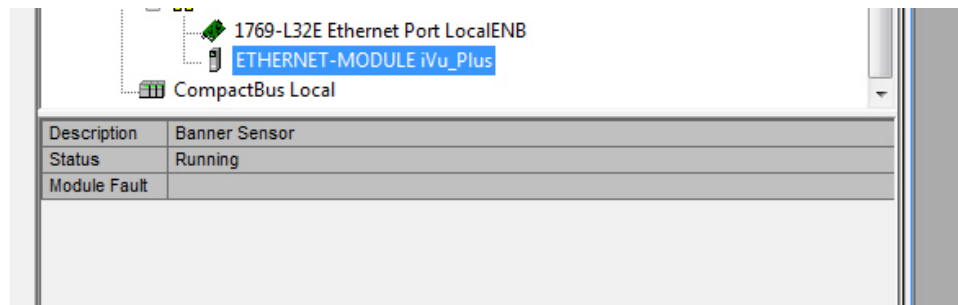 1769-L32E Ethernet Port LocalENB
ETHERNET-MODULE iVu_Plus
CompactBus Local
Description Banner Sensor
Status Running
Module Fault